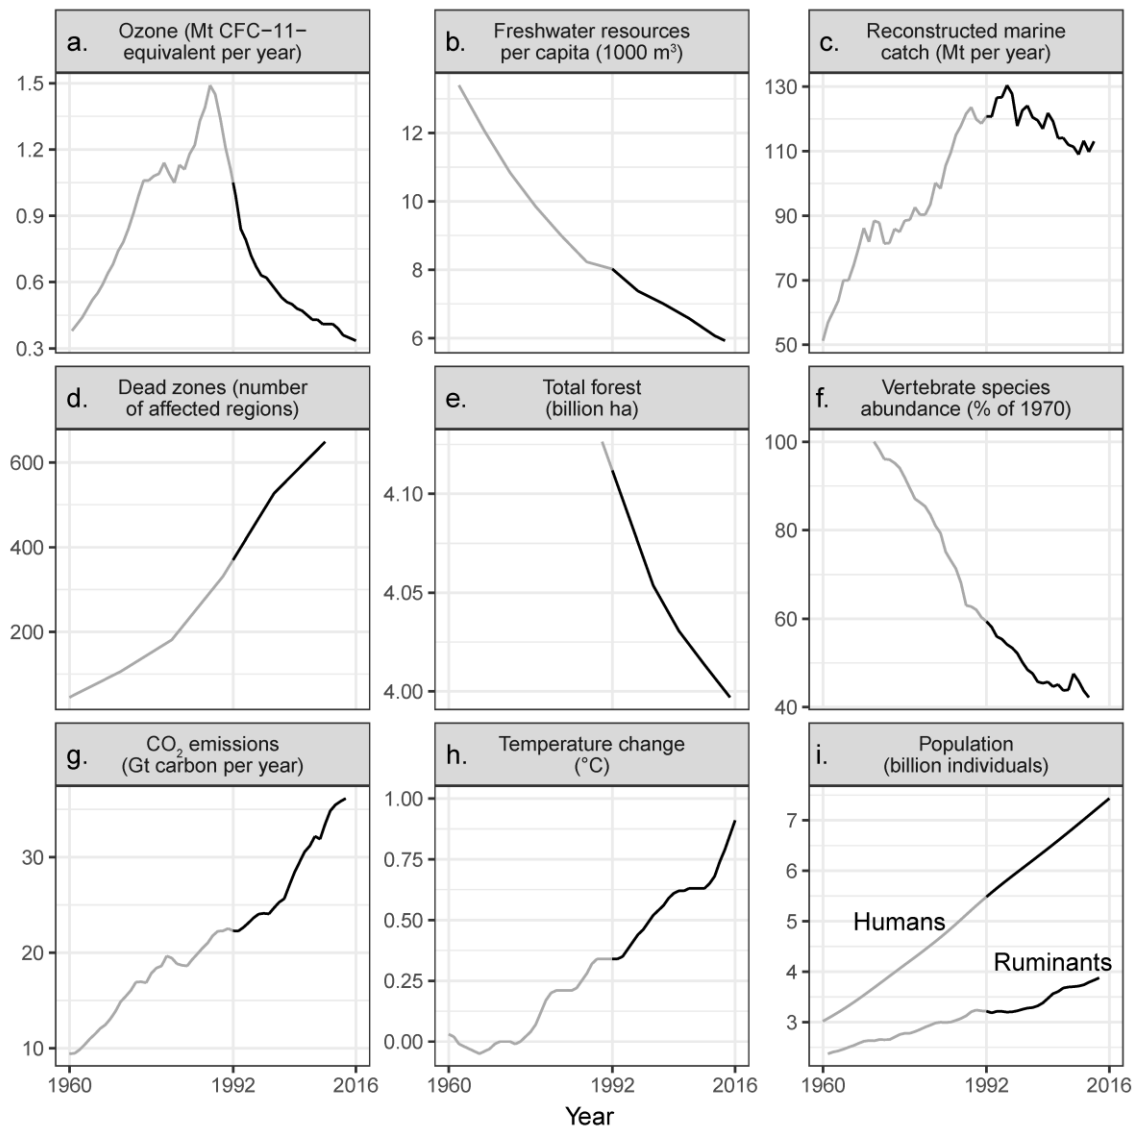 a.
Ozone (Mt CFC−11−
equivalent per year)
1.5
1.2
0.9
0.6
0.3
b.
Freshwater resources
per capita (1000 m³)
12
10
8
6
c.
Reconstructed marine
catch (Mt per year)
130
110
90
70
50
d.
Dead zones (number
of affected regions)
600
400
200
e.
Total forest
(billion ha)
4.10
4.05
4.00
f.
Vertebrate species
abundance (% of 1970)
100
80
60
40
g.
CO₂ emissions
(Gt carbon per year)
30
20
10
1960 1992 2016
h.
Temperature change
(°C)
1.00
0.75
0.50
0.25
0.00
1960 1992 2016
i.
Population
(billion individuals)
7
6
5
4
3
Humans
Ruminants
1960 1992 2016
Year